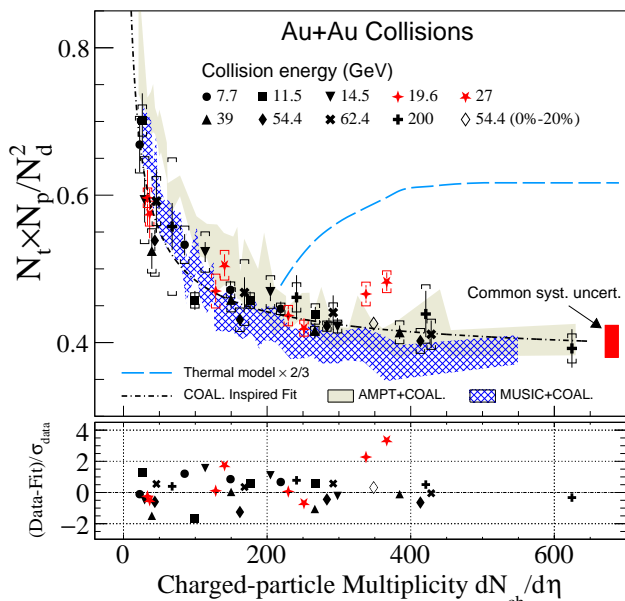 Au+Au Collisions
Collision energy (GeV)
7.7 11.5 14.5 19.6 27
39 54.4 62.4 200 54.4 (0%-20%)
0.8
0.6
0.4
N_t×N_p/N_d^2
Common syst. uncert.
Thermal model × 2/3
COAL. Inspired Fit AMPT+COAL. MUSIC+COAL.
4
2
0
−2
(Data-Fit)/σ_data
0 200 400 600
Charged-particle Multiplicity dN_ch/dη